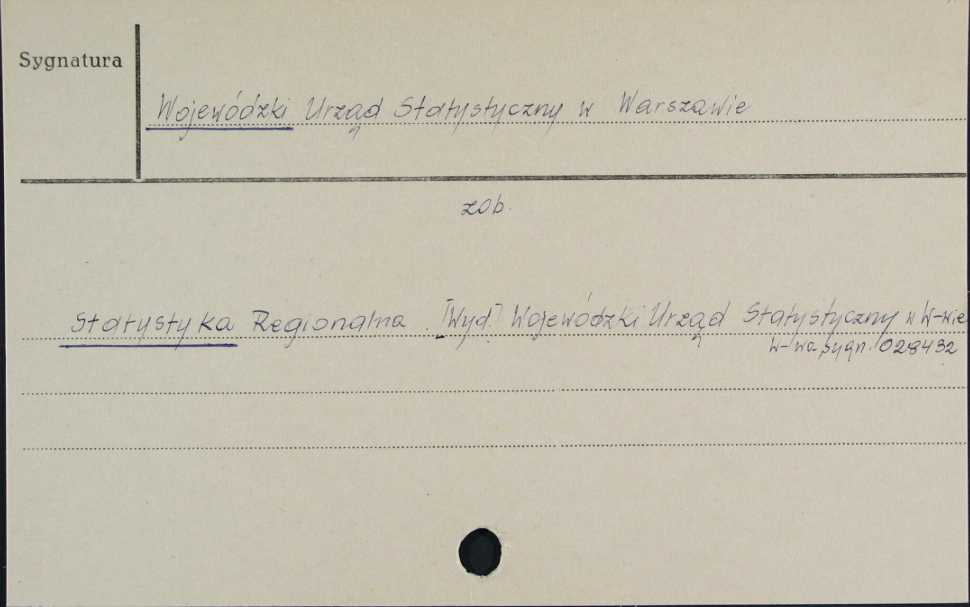 Sygnatura
Wojewódzki Urząd Statystyczny w Warszawie
zob.
Statystyka Regionalna. [Wyd.] Wojewódzki Urząd Statystyczny w W-wie
W-wa, sygn. 028432